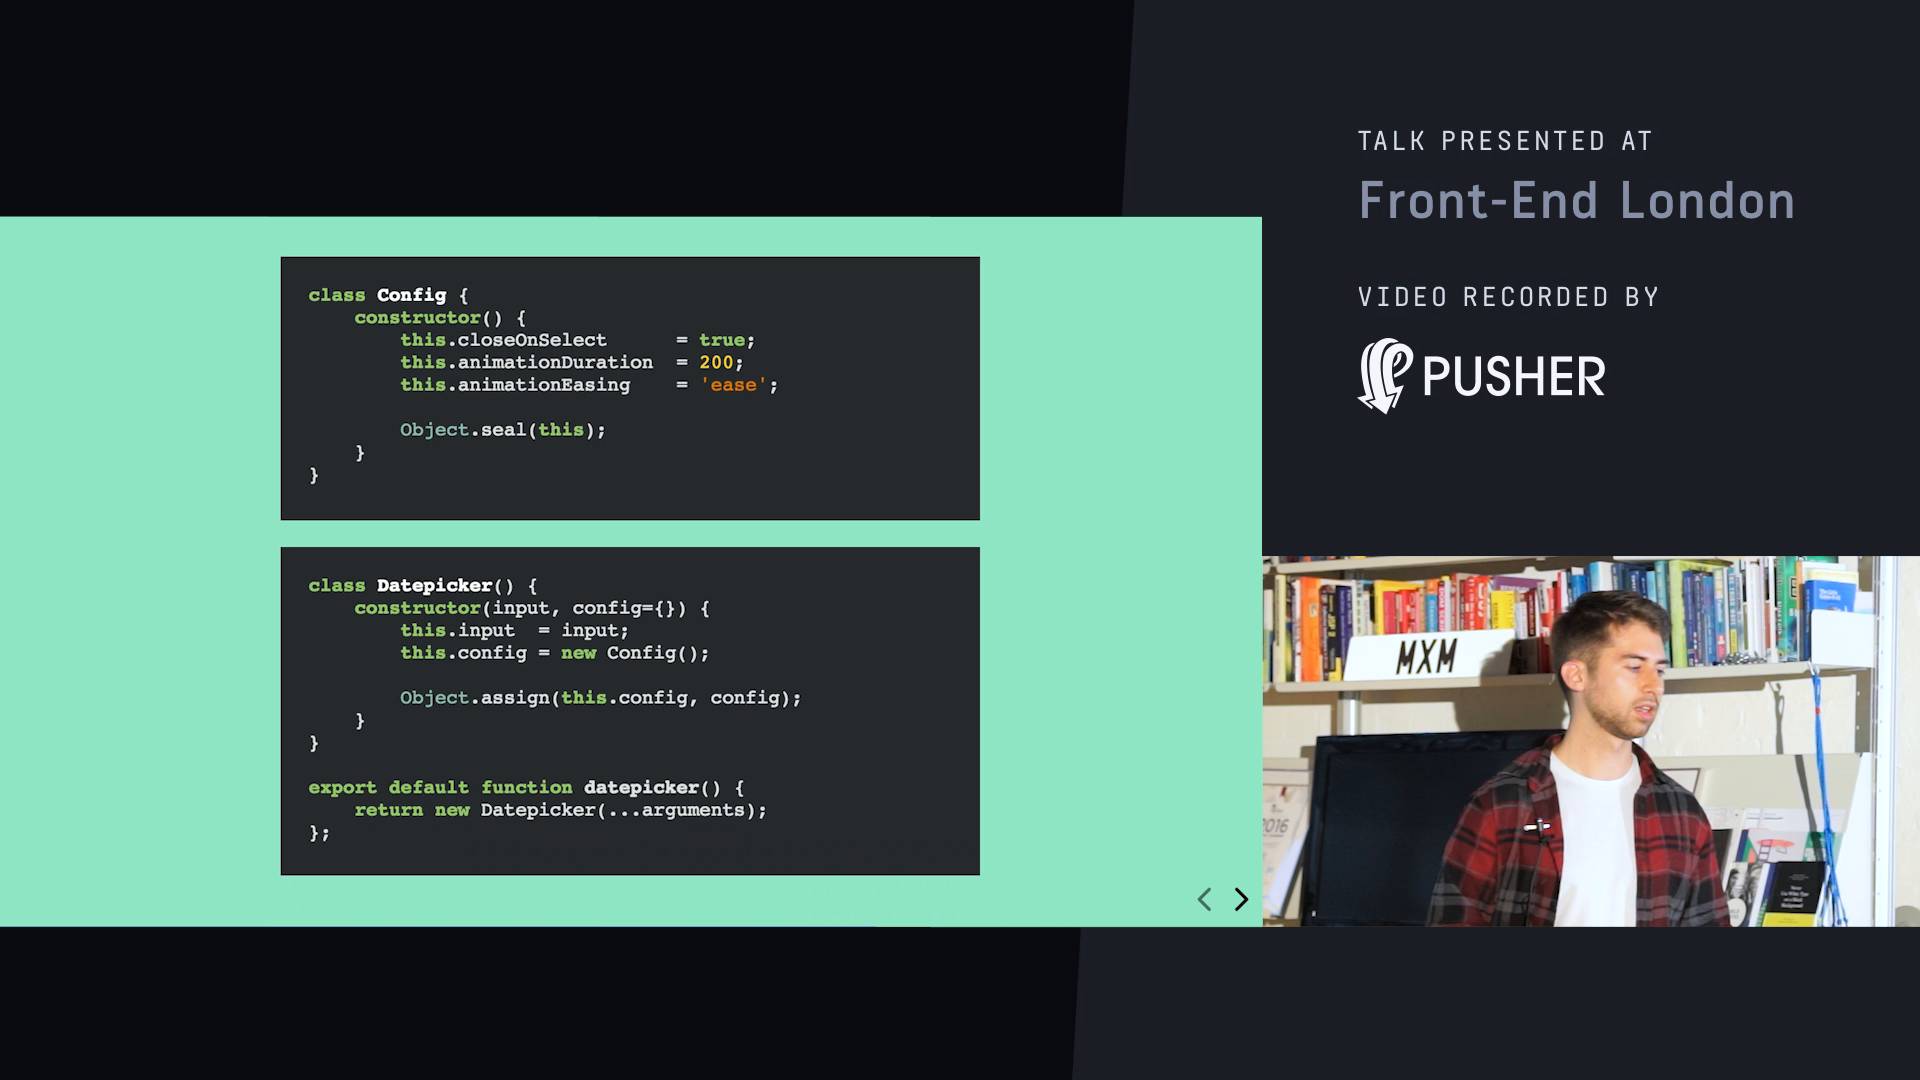 TALK PRESENTED AT
Front-End London
VIDEO RECORDED BY
PUSHER
class Config {
    constructor() {
        this.closeOnSelect      = true;
        this.animationDuration  = 200;
        this.animationEasing    = 'ease';

        Object.seal(this);
    }
}
class Datepicker() {
    constructor(input, config={}) {
        this.input  = input;
        this.config = new Config();

        Object.assign(this.config, config);
    }
}

export default function datepicker() {
    return new Datepicker(...arguments);
};
MXM
2016